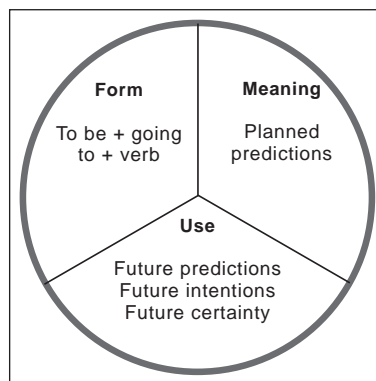 Form
To be + going
to + verb
Meaning
Planned
predictions
Use
Future predictions
Future intentions
Future certainty